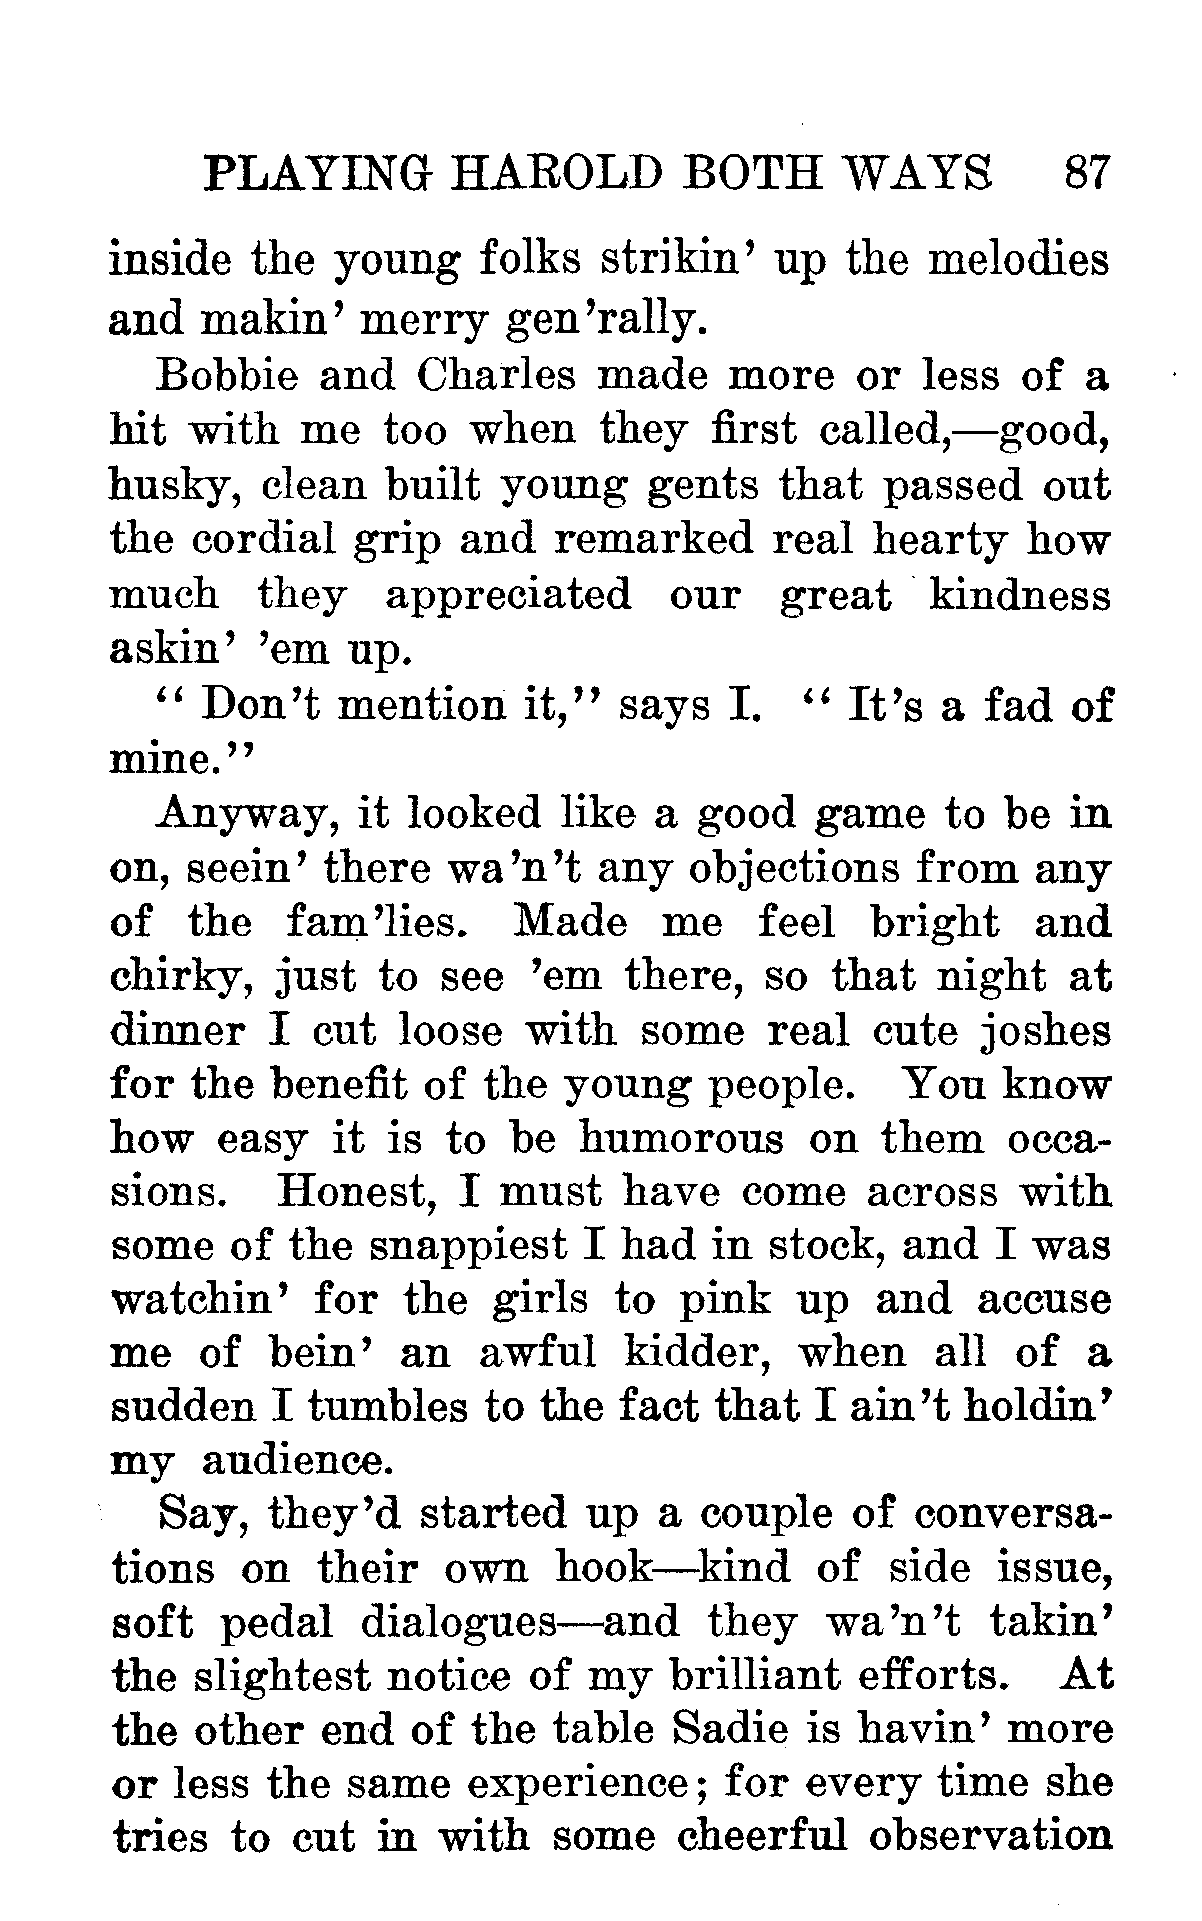 PLAYING HAROLD BOTH WAYS 87
inside the young folks strikin' up the melodies
and makin' merry gen'rally.
Bobbie and Charles made more or less of a
hit with me too when they first called,—good,
husky, clean built young gents that passed out
the cordial grip and remarked real hearty how
much they appreciated our great kindness
askin' 'em up.
"Don't mention it," says I. "It's a fad of
mine."
Anyway, it looked like a good game to be in
on, seein' there wa'n't any objections from any
of the fam'lies. Made me feel bright and
chirky, just to see 'em there, so that night at
dinner I cut loose with some real cute joshes
for the benefit of the young people. You know
how easy it is to be humorous on them occa-
sions. Honest, I must have come across with
some of the snappiest I had in stock, and I was
watchin' for the girls to pink up and accuse
me of bein' an awful kidder, when all of a
sudden I tumbles to the fact that I ain't holdin'
my audience.
Say, they'd started up a couple of conversa-
tions on their own hook—kind of side issue,
soft pedal dialogues—and they wa'n't takin'
the slightest notice of my brilliant efforts. At
the other end of the table Sadie is havin' more
or less the same experience; for every time she
tries to cut in with some cheerful observation